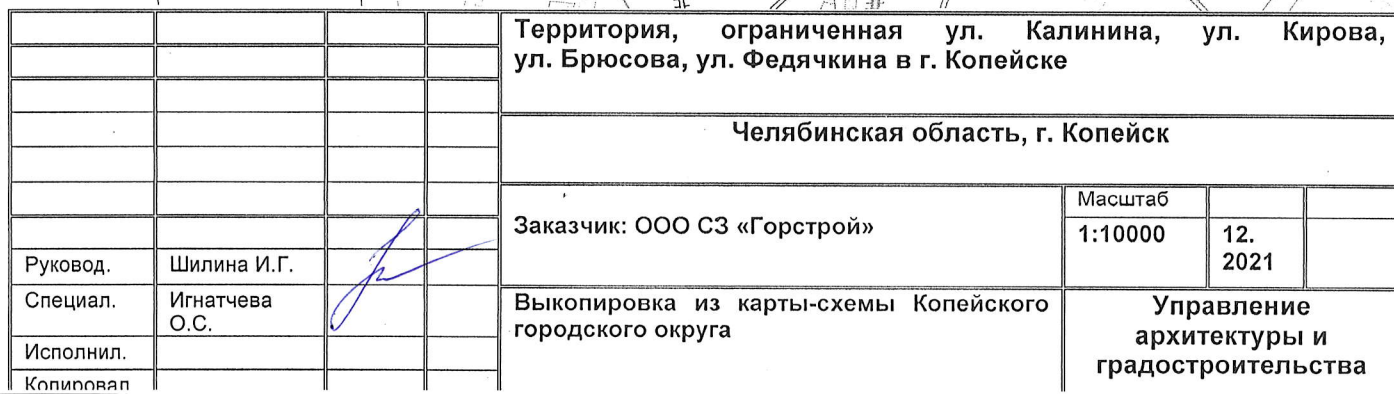 Территория, ограниченная ул. Калинина, ул. Кирова,
ул. Брюсова, ул. Федячкина в г. Копейске
Челябинская область, г. Копейск
Заказчик: ООО СЗ «Горстрой»
Масштаб
1:10000
12.
2021
Руковод.
Шилина И.Г.
Специал.
Игнатчева
О.С.
Исполнил.
Копировал
Выкопировка из карты-схемы Копейского
городского округа
Управление
архитектуры и
градостроительства